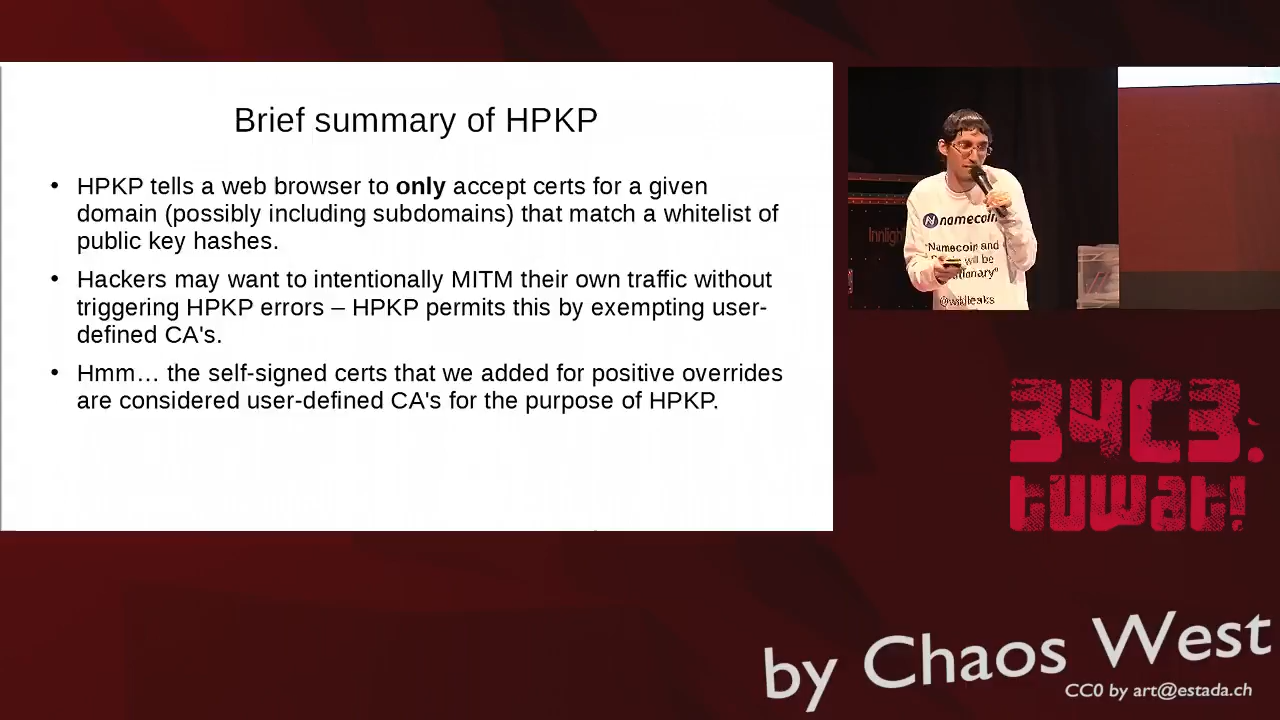 Brief summary of HPKP
• HPKP tells a web browser to only accept certs for a given
domain (possibly including subdomains) that match a whitelist of
public key hashes.
• Hackers may want to intentionally MITM their own traffic without
triggering HPKP errors – HPKP permits this by exempting user-
defined CA's.
• Hmm… the self-signed certs that we added for positive overrides
are considered user-defined CA's for the purpose of HPKP.
namecoin
"Namecoin and
will be
@wikileaks
34C3:
tuwat!
by Chaos West
CC0 by art@estada.ch